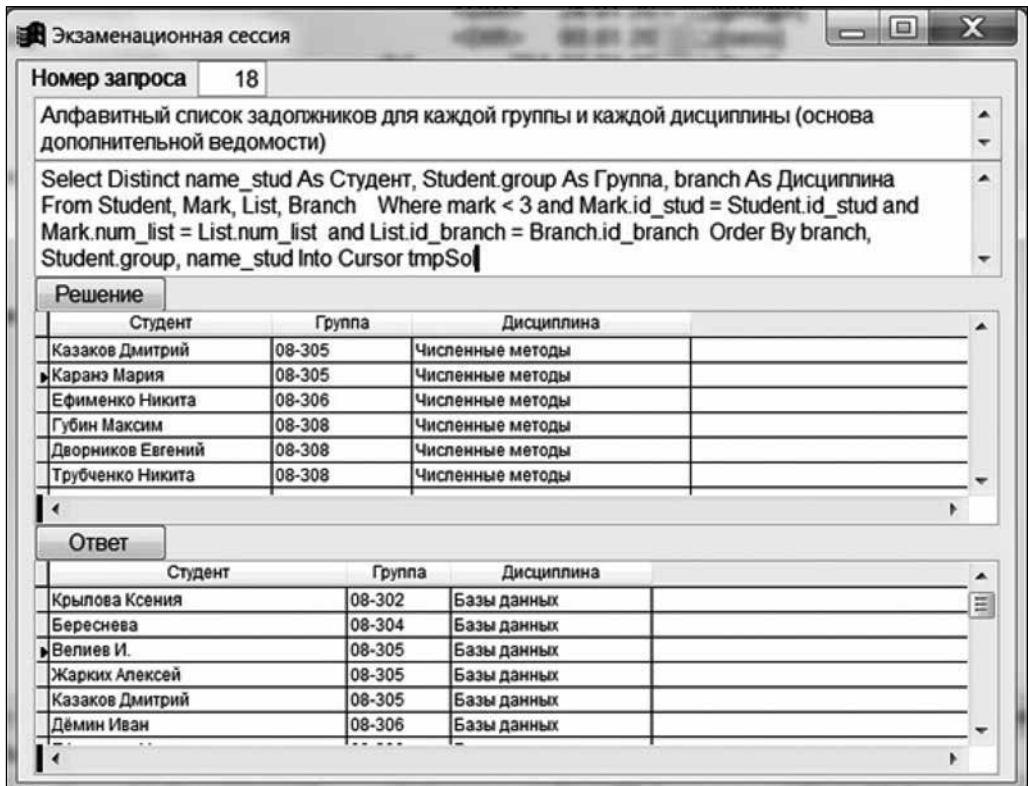 Экзаменационная сессия
Номер запроса 18
Алфавитный список задолжников для каждой группы и каждой дисциплины (основа
дополнительной ведомости)
Select Distinct name_stud As Студент, Student.group As Группа, branch As Дисциплина
From Student, Mark, List, Branch Where mark < 3 and Mark.id_stud = Student.id_stud and
Mark.num_list = List.num_list and List.id_branch = Branch.id_branch Order By branch,
Student.group, name_stud Into Cursor tmpSol
Решение
Студент Группа Дисциплина
Казаков Дмитрий 08-305 Численные методы
Каранэ Мария 08-305 Численные методы
Ефименко Никита 08-306 Численные методы
Губин Максим 08-308 Численные методы
Дворников Евгений 08-308 Численные методы
Трубченко Никита 08-308 Численные методы
Ответ
Студент Группа Дисциплина
Крылова Ксения 08-302 Базы данных
Береснева 08-304 Базы данных
Велиев И. 08-305 Базы данных
Жарких Алексей 08-305 Базы данных
Казаков Дмитрий 08-305 Базы данных
Дёмин Иван 08-306 Базы данных